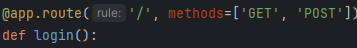 @app.route( rule: '/', methods=['GET', 'POST'])
def login():